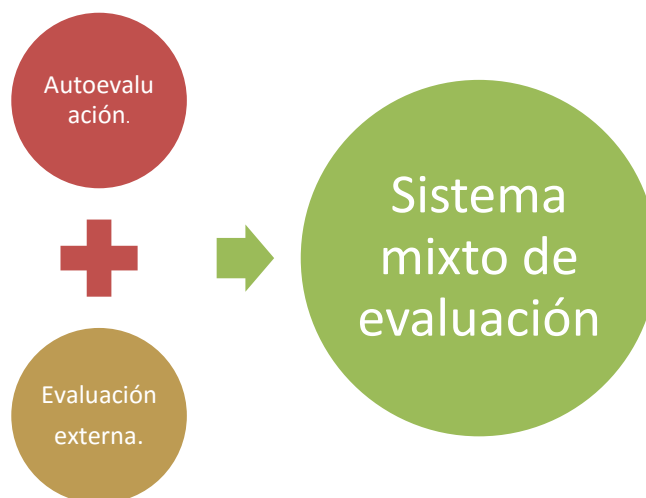 Autoevalu
ación.
Evaluación
externa.
Sistema
mixto de
evaluación